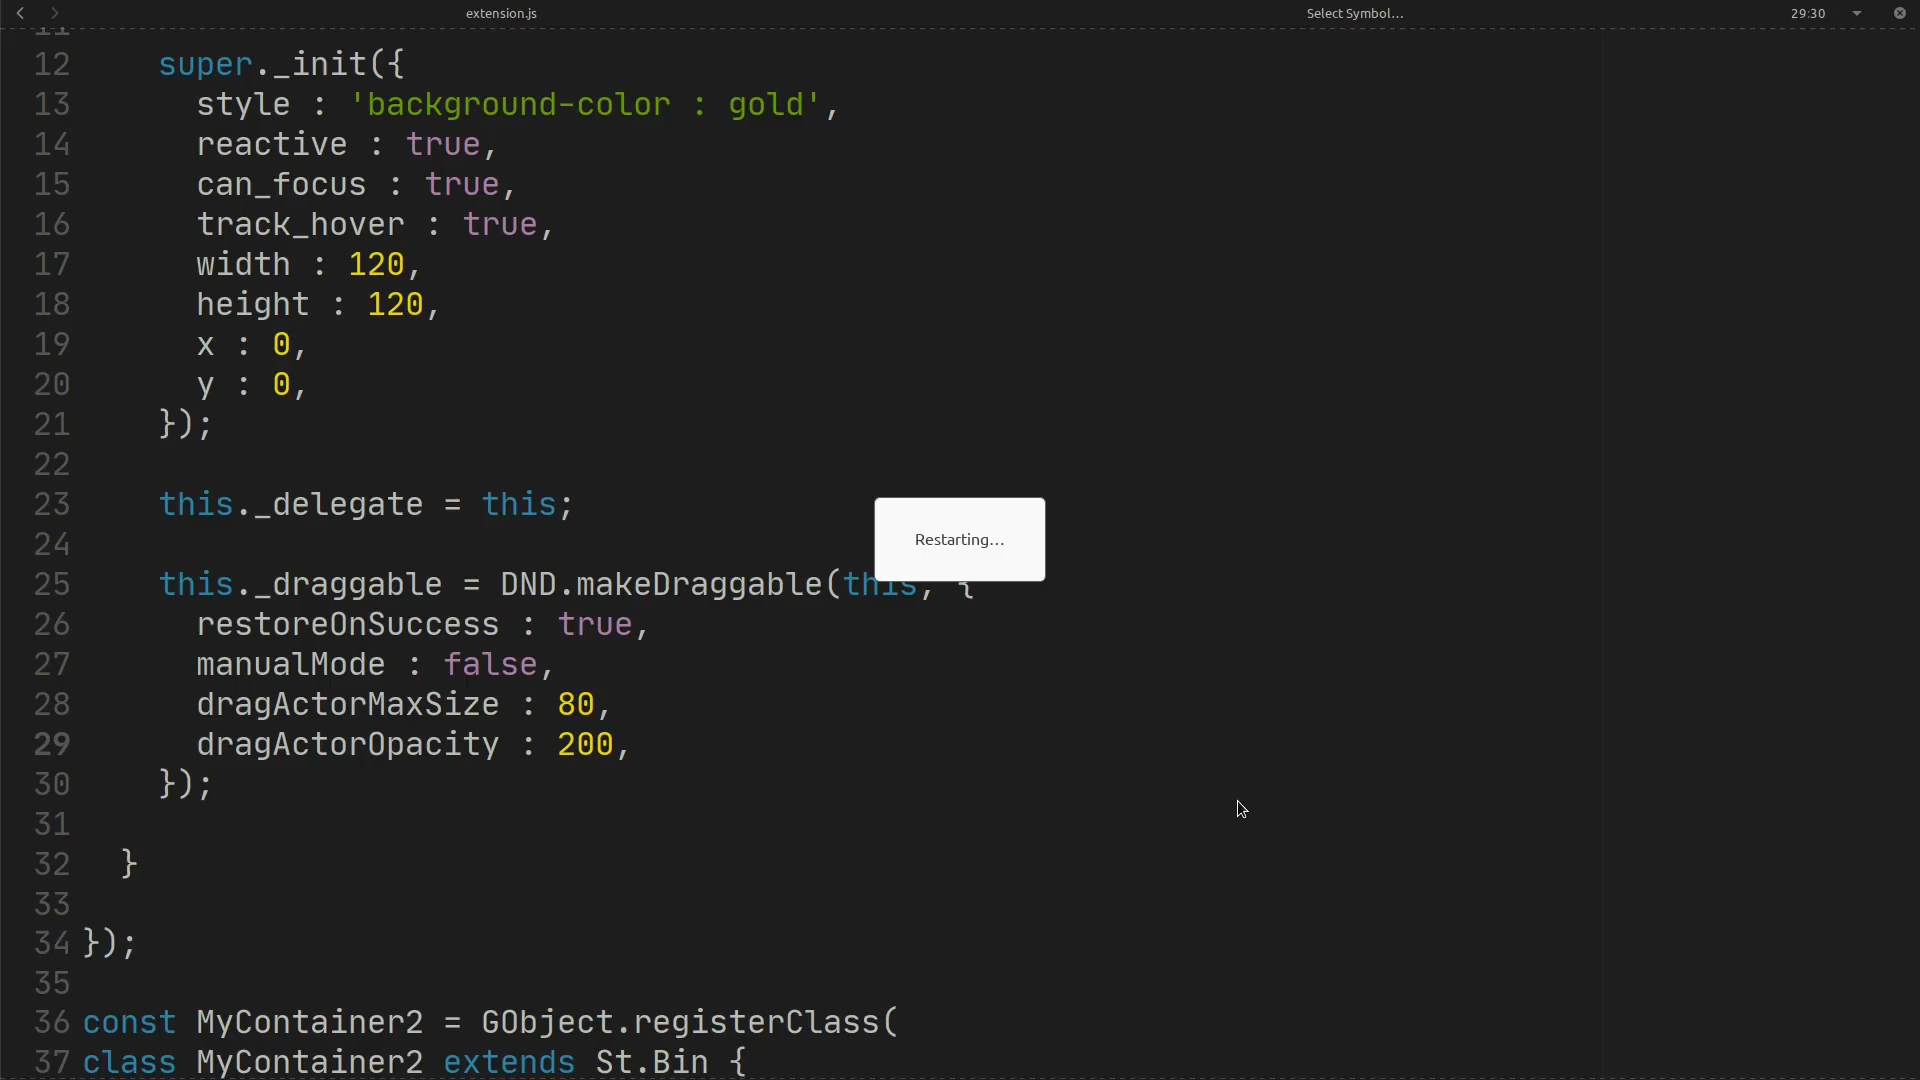 extension.js
Select Symbol…
29:30
11
12 super._init({
13 style : 'background-color : gold',
14 reactive : true,
15 can_focus : true,
16 track_hover : true,
17 width : 120,
18 height : 120,
19 x : 0,
20 y : 0,
21 });
22
23 this._delegate = this;
24
Restarting…
25 this._draggable = DND.makeDraggable(this, {
26 restoreOnSuccess : true,
27 manualMode : false,
28 dragActorMaxSize : 80,
29 dragActorOpacity : 200,
30 });
31
32 }
33
34 });
35
36 const MyContainer2 = GObject.registerClass(
37 class MyContainer2 extends St.Bin {